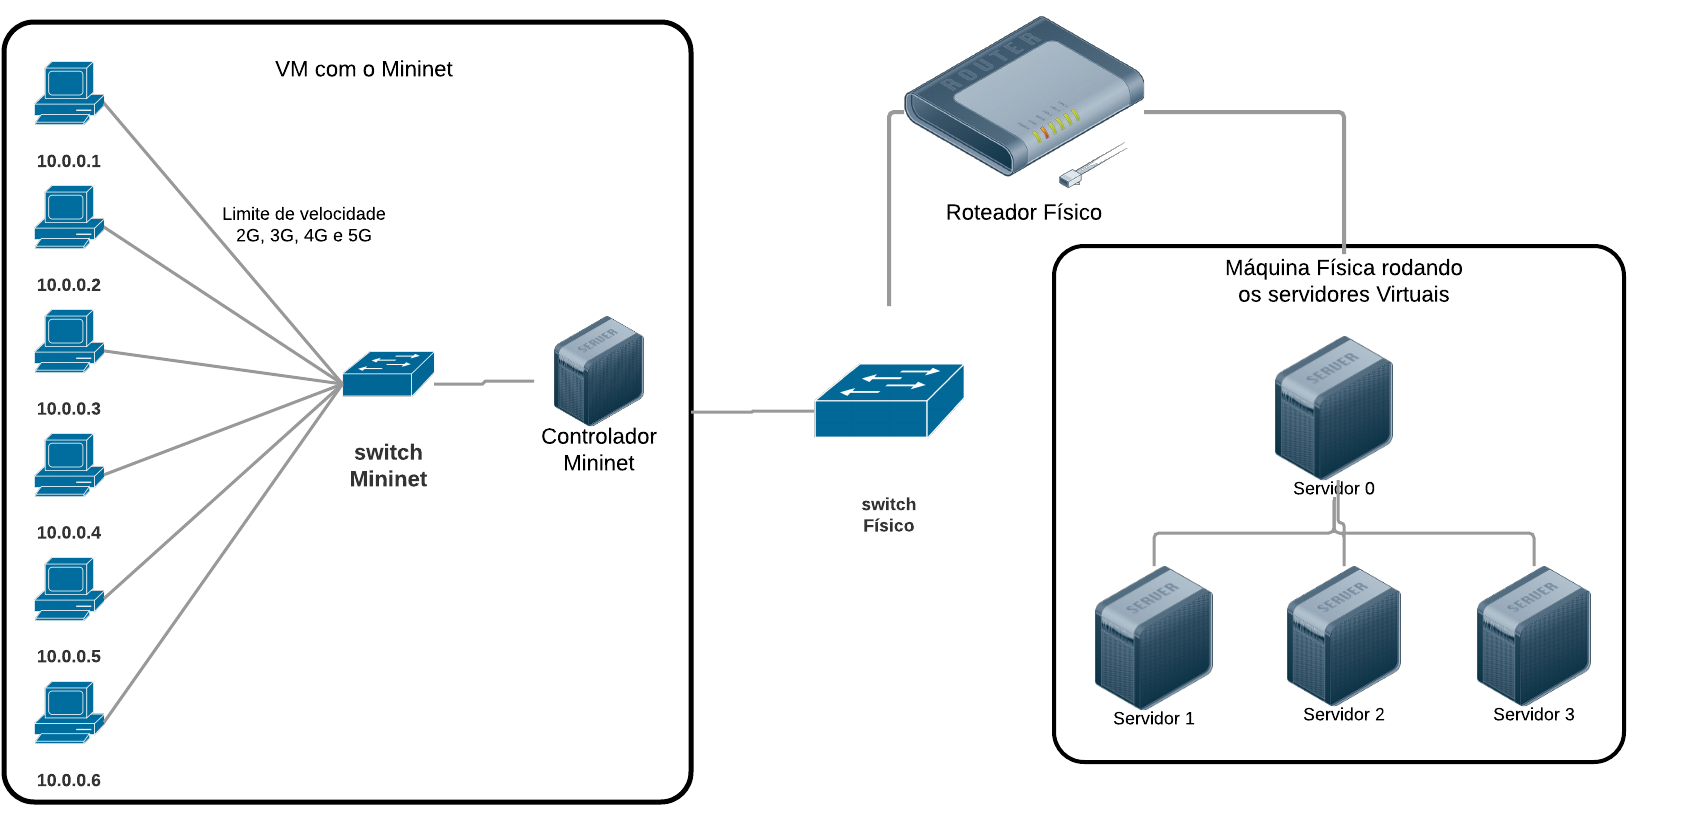 VM com o Mininet
10.0.0.1
10.0.0.2
10.0.0.3
10.0.0.4
10.0.0.5
10.0.0.6
Limite de velocidade
2G, 3G, 4G e 5G
switch
Mininet
SERVER
Controlador
Mininet
switch
Físico
ROUTER
Roteador Físico
Máquina Física rodando
os servidores Virtuais
SERVER
Servidor 0
SERVER
Servidor 1
SERVER
Servidor 2
SERVER
Servidor 3